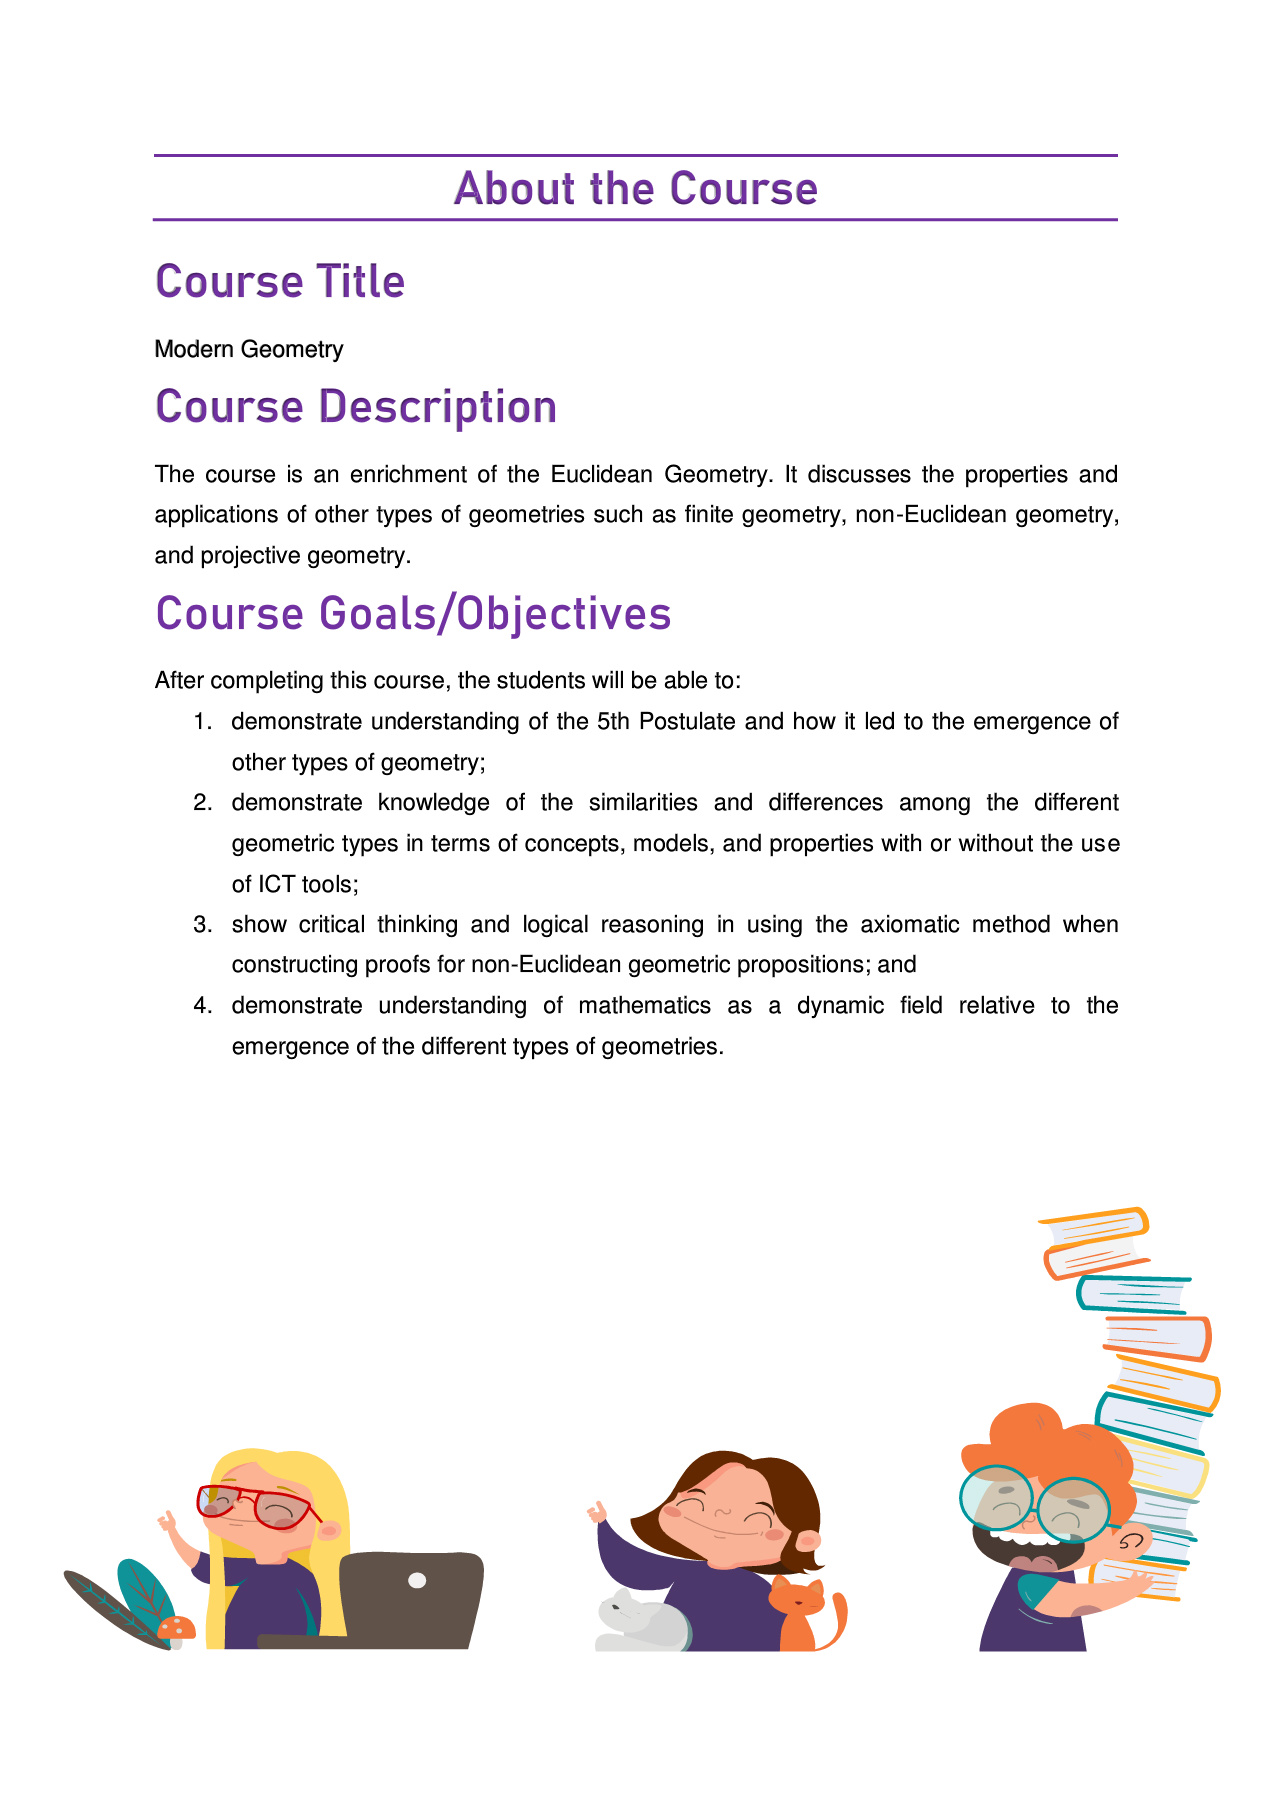 About the Course
Course Title
Modern Geometry
Course Description
The course is an enrichment of the Euclidean Geometry. It discusses the properties and
applications of other types of geometries such as finite geometry, non-Euclidean geometry,
and projective geometry.
Course Goals/Objectives
After completing this course, the students will be able to:
1. demonstrate understanding of the 5th Postulate and how it led to the emergence of
other types of geometry;
2. demonstrate knowledge of the similarities and differences among the different
geometric types in terms of concepts, models, and properties with or without the use
of ICT tools;
3. show critical thinking and logical reasoning in using the axiomatic method when
constructing proofs for non-Euclidean geometric propositions; and
4. demonstrate understanding of mathematics as a dynamic field relative to the
emergence of the different types of geometries.